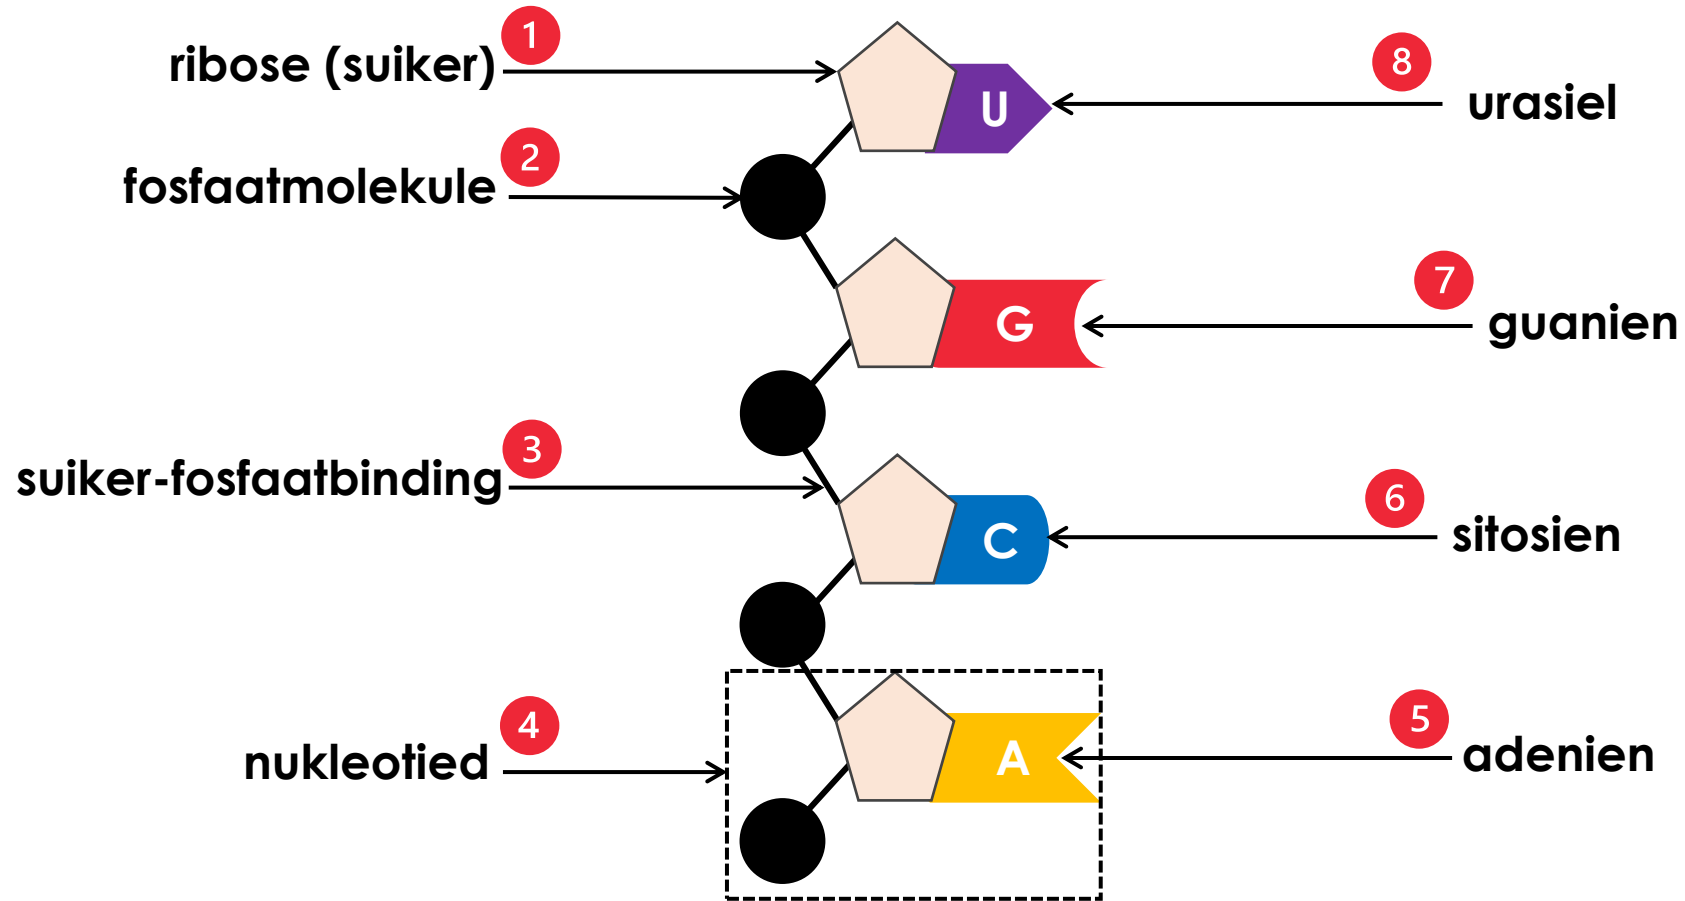 1
ribose (suiker)
U
8
urasiel
2
fosfaatmolekule
7
G
guanien
3
suiker-fosfaatbinding
6
C
sitosien
4
nukleotied
5
A
adenien